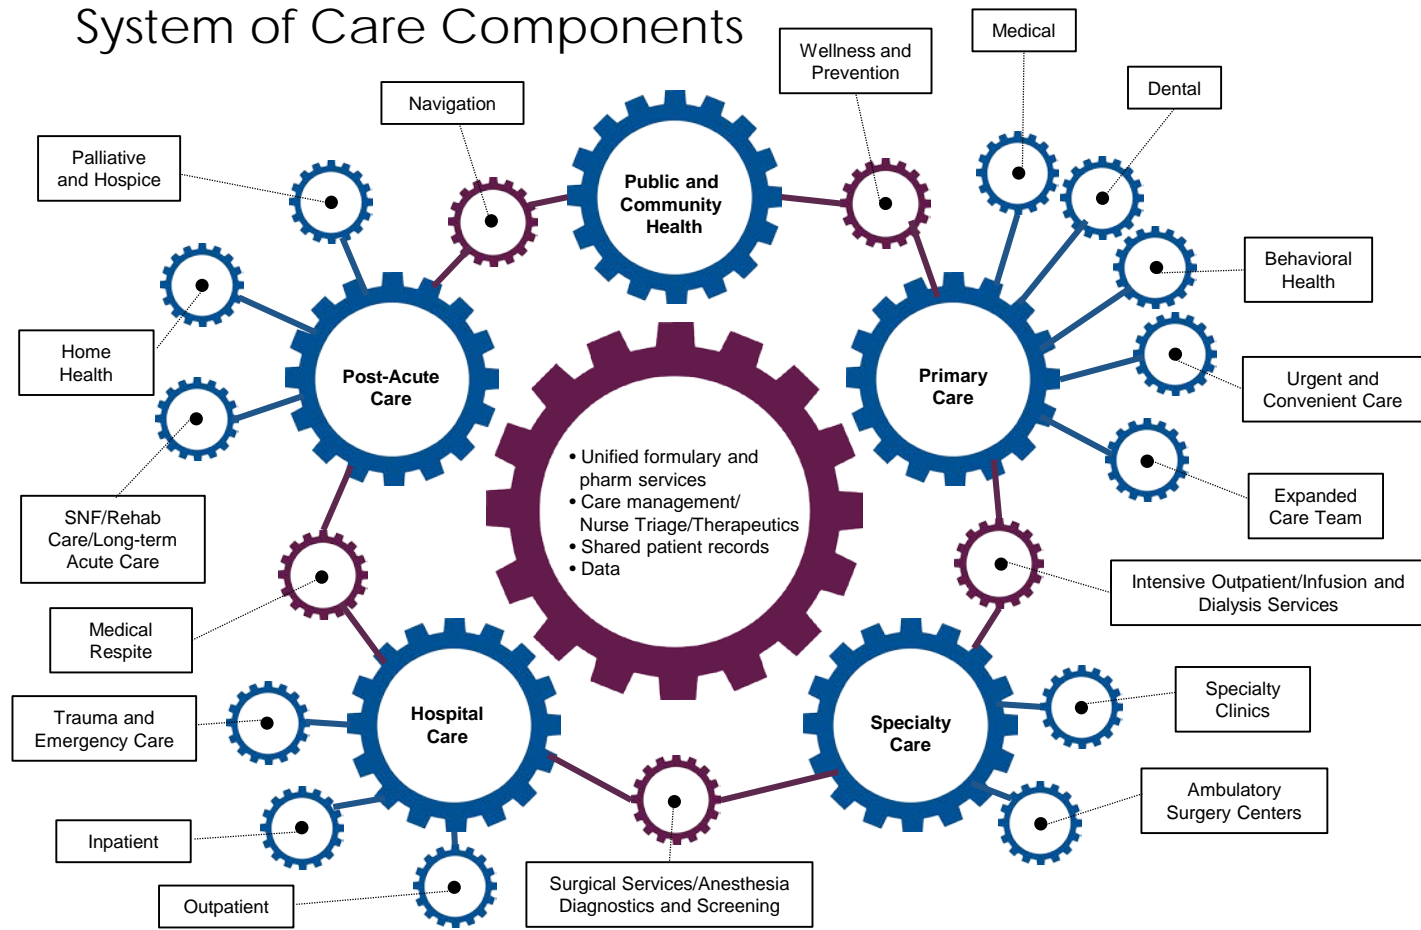 System of Care Components
Medical
Wellness and
Prevention
Dental
Navigation
Palliative
and Hospice
Public and
Community
Health
Behavioral
Health
Home
Health
Post-Acute
Care
Primary
Care
Urgent and
Convenient Care
• Unified formulary and
pharm services
• Care management/
Nurse Triage/Therapeutics
• Shared patient records
• Data
SNF/Rehab
Care/Long-term
Acute Care
Expanded
Care Team
Intensive Outpatient/Infusion and
Dialysis Services
Medical
Respite
Trauma and
Emergency Care
Hospital
Care
Specialty
Care
Specialty
Clinics
Ambulatory
Surgery Centers
Inpatient
Outpatient
Surgical Services/Anesthesia
Diagnostics and Screening